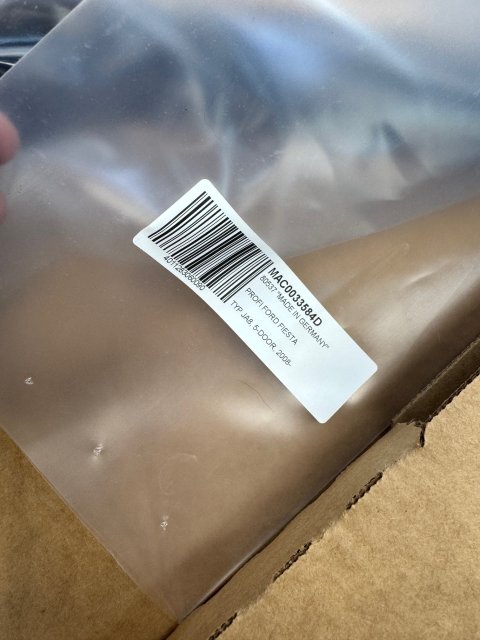 MAC0033584D
80537 "MADE IN GERMANY"
PROFI FORD FIESTA
TYP JA8, 5-DOOR, 2008-